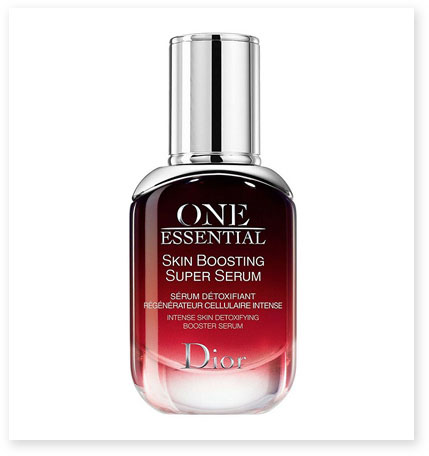 ONE
ESSENTIAL
SKIN BOOSTING
SUPER SERUM
SÉRUM DÉTOXIFIANT
RÉGÉNÉRATEUR CELLULAIRE INTENSE
INTENSE SKIN DETOXIFYING
BOOSTER SERUM
Dior